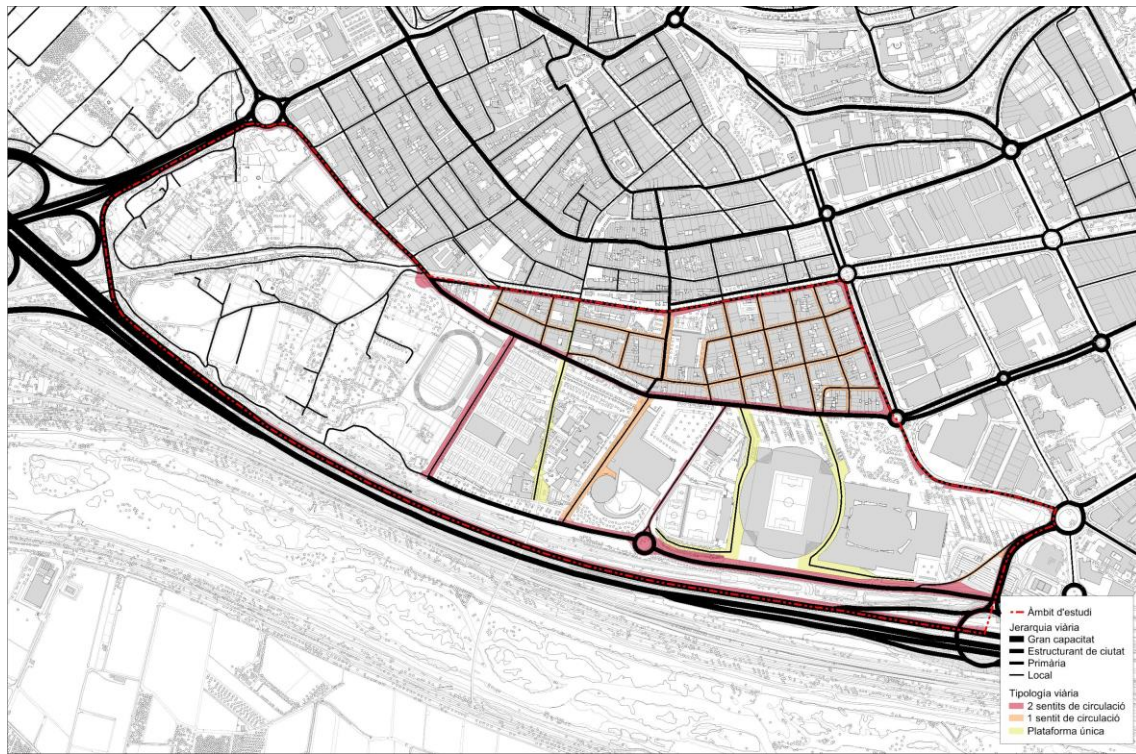 Àmbit d'estudi
Jerarquia viària
Gran capacitat
Estructurant de ciutat
Primària
Local
Tipologia viària
2 sentits de circulació
1 sentit de circulació
Plataforma única